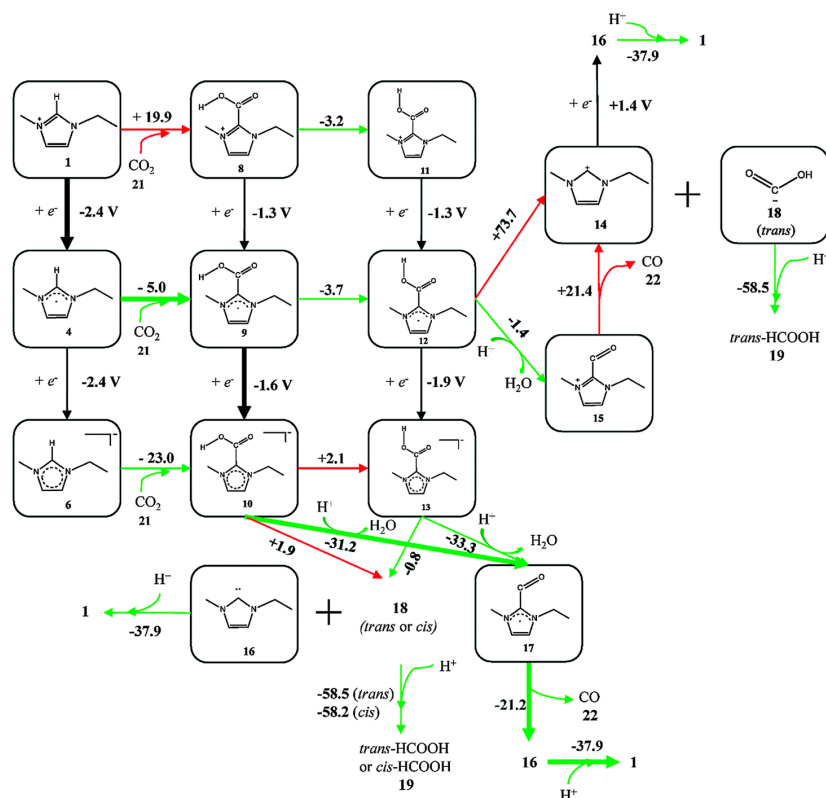 H⁺
16 -37.9 1
+ e⁻ +1.4 V
H
N⁺ N
1
+ 19.9
CO₂
21
H O O
N⁺ N
8
-3.2
H O O
N⁺ N
11
+ e⁻ -2.4 V
+ e⁻ -1.3 V
+ e⁻ -1.3 V
+73.7
+
N N
14
+
O C OH
-
18
(trans)
H
N N
4
- 5.0
CO₂
21
H O O
N N
9
-3.7
H O O
N N
12
-1.4
H⁻
H₂O
+21.4
CO
22
-58.5
H⁺
trans-HCOOH
19
C O
N⁺ N
15
+ e⁻ -2.4 V
+ e⁻ -1.6 V
+ e⁻ -1.9 V
H
N N
-
6
- 23.0
CO₂
21
H O O
-
N N
10
+2.1
H O O
-
N N
13
H⁺
H₂O
-31.2
+1.9
-0.8
-33.3
H⁺
H₂O
1
H⁻
-37.9
N N
16
+
18
(trans or cis)
C O
N N
17
H⁺
-58.5 (trans)
-58.2 (cis)
-21.2
CO
22
trans-HCOOH
or cis-HCOOH
19
16 -37.9 1
H⁺